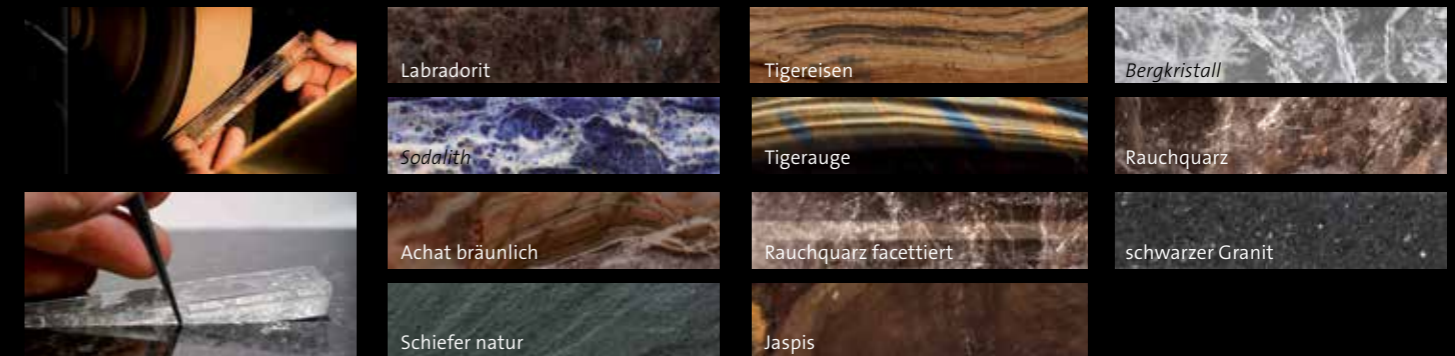 Labradorit
Tigereisen
Bergkristall
Sodalith
Tigerauge
Rauchquarz
Achat bräunlich
Rauchquarz facettiert
schwarzer Granit
Schiefer natur
Jaspis